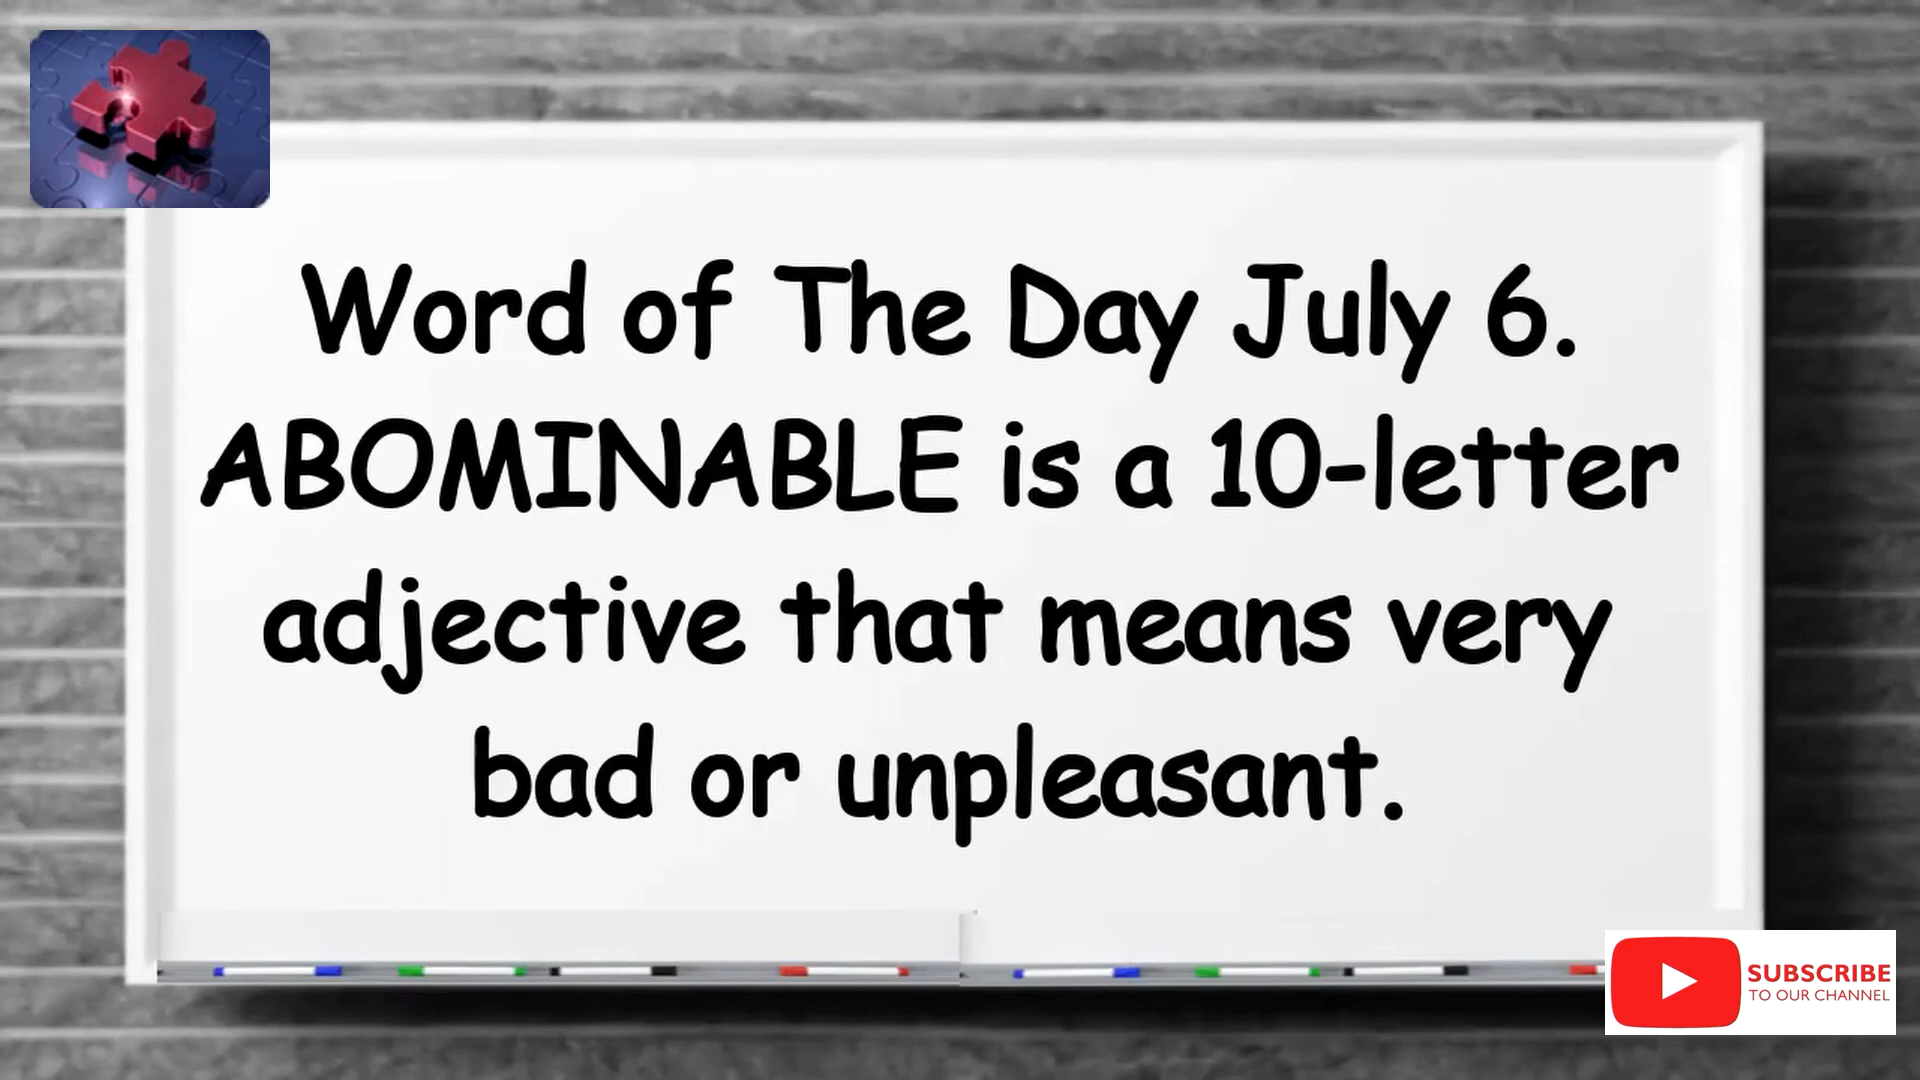 Word of The Day July 6.
ABOMINABLE is a 10-letter
adjective that means very
bad or unpleasant.
SUBSCRIBE
TO OUR CHANNEL